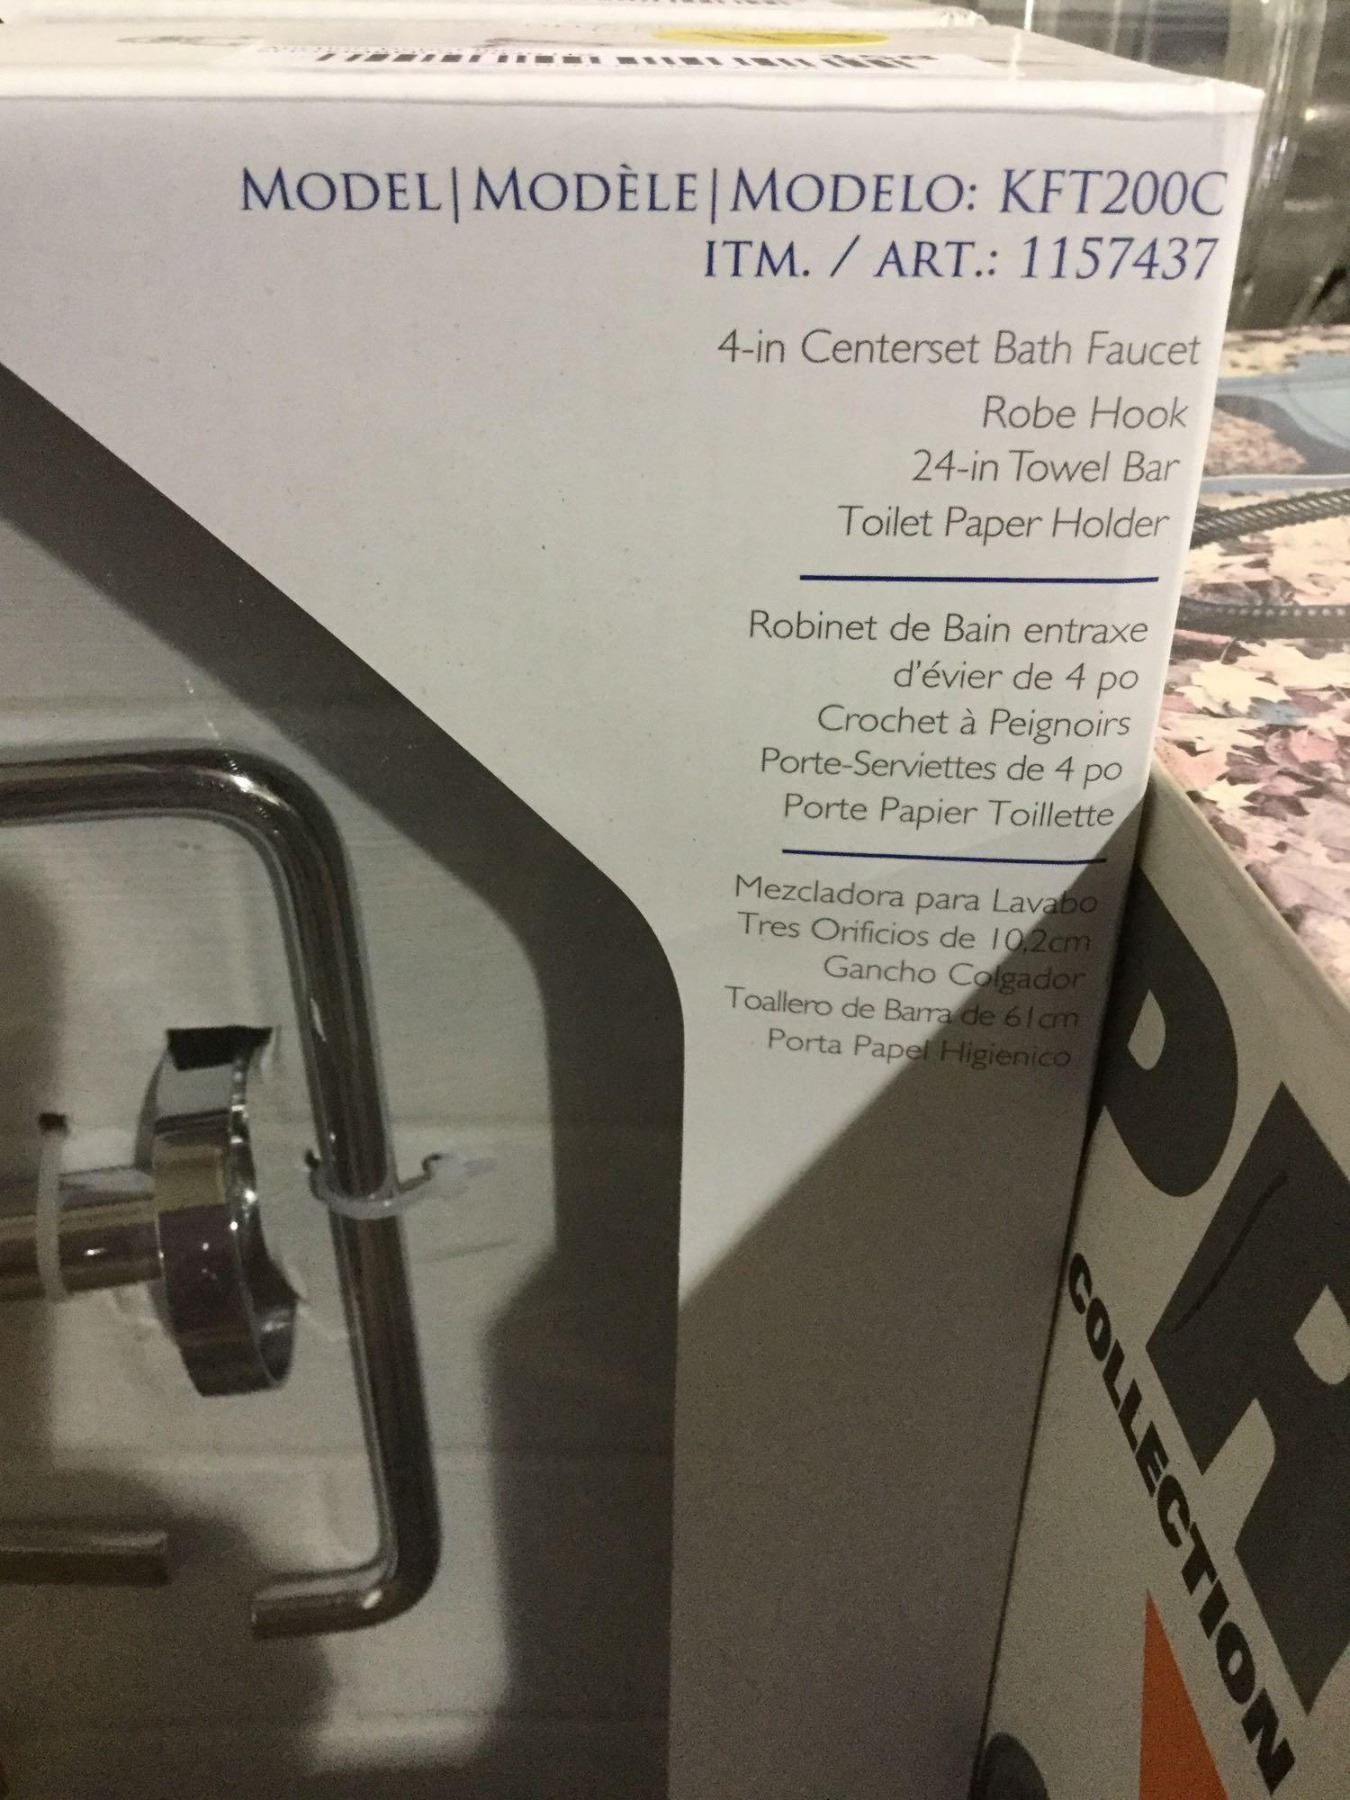 MODEL|MODÈLE|MODELO: KFT200C
ITM. / ART.: 1157437
4-in Centerset Bath Faucet
Robe Hook
24-in Towel Bar
Toilet Paper Holder
Robinet de Bain entraxe
d'évier de 4 po
Crochet à Peignoirs
Porte-Serviettes de 4 po
Porte Papier Toillette
Mezcladora para Lavabo
Tres Orificios de 10,2cm
Gancho Colgador
Toallero de Barra de 61cm
Porta Papel Higienico
COLLECTION